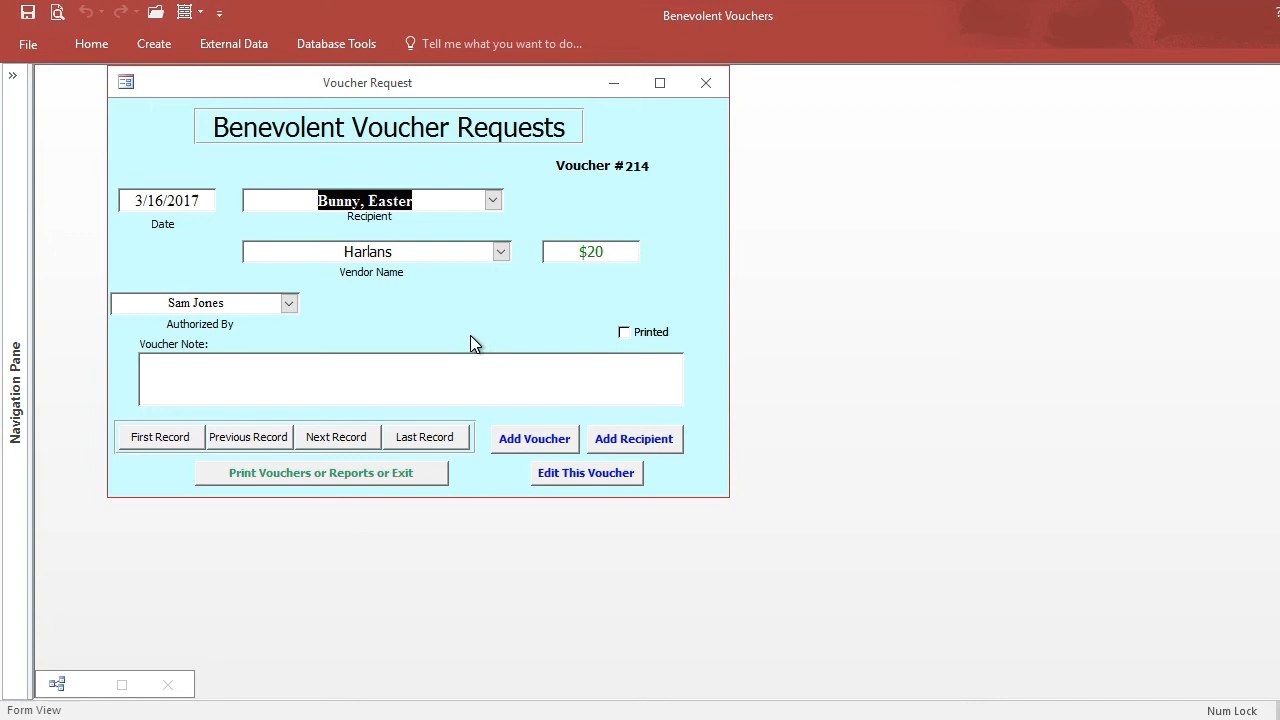 Benevolent Vouchers
?
File
Home
Create
External Data
Database Tools
Tell me what you want to do...
»
Voucher Request
Benevolent Voucher Requests
Voucher #214
3/16/2017
Bunny, Easter
Date
Recipient
Harlans
$20
Vendor Name
Sam Jones
Authorized By
Printed
Voucher Note:
First Record
Previous Record
Next Record
Last Record
Add Voucher
Add Recipient
Print Vouchers or Reports or Exit
Edit This Voucher
Navigation Pane
Form View
Num Lock